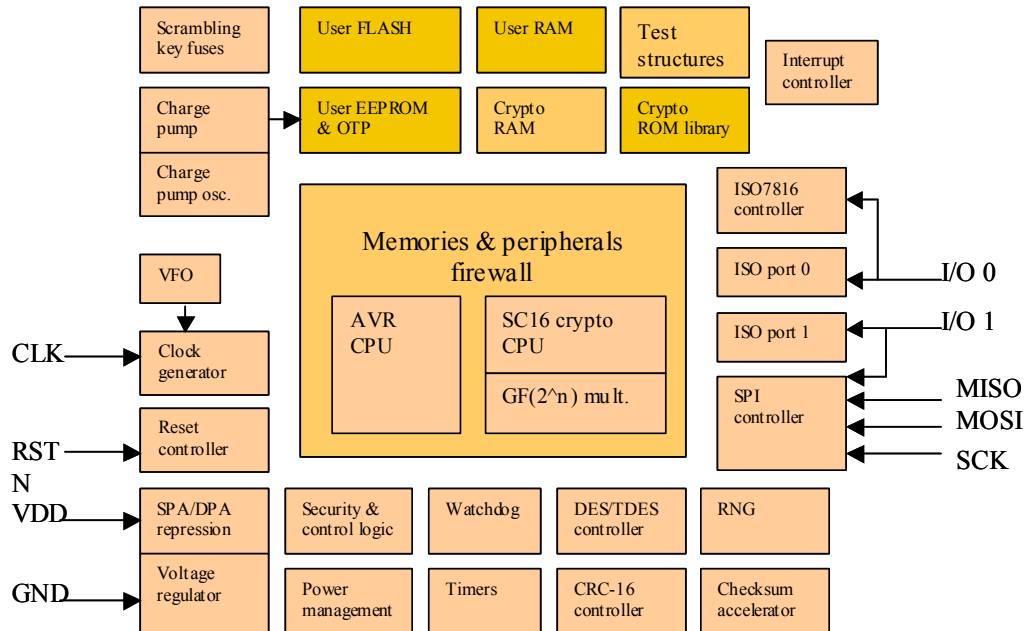 Scrambling
key fuses
User FLASH
User RAM
Test
structures
Interrupt
controller
Charge
pump
User EEPROM
& OTP
Crypto
RAM
Crypto
ROM library
Charge
pump osc.
ISO7816
controller
Memories & peripherals
firewall
VFO
ISO port 0
I/O 0
AVR
CPU
SC16 crypto
CPU
ISO port 1
I/O 1
CLK
Clock
generator
GF(2^n) mult.
SPI
controller
MISO
MOSI
SCK
Reset
controller
RST
N
VDD
SPA/DPA
repression
Security &
control logic
Watchdog
DES/TDES
controller
RNG
GND
Voltage
regulator
Power
management
Timers
CRC-16
controller
Checksum
accelerator